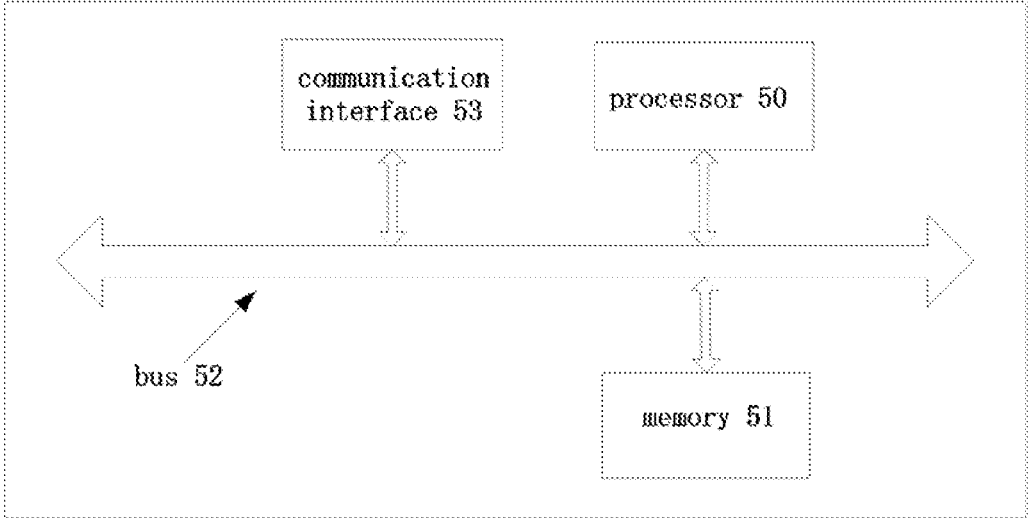 communication
interface 53
processor 50
bus 52
memory 51